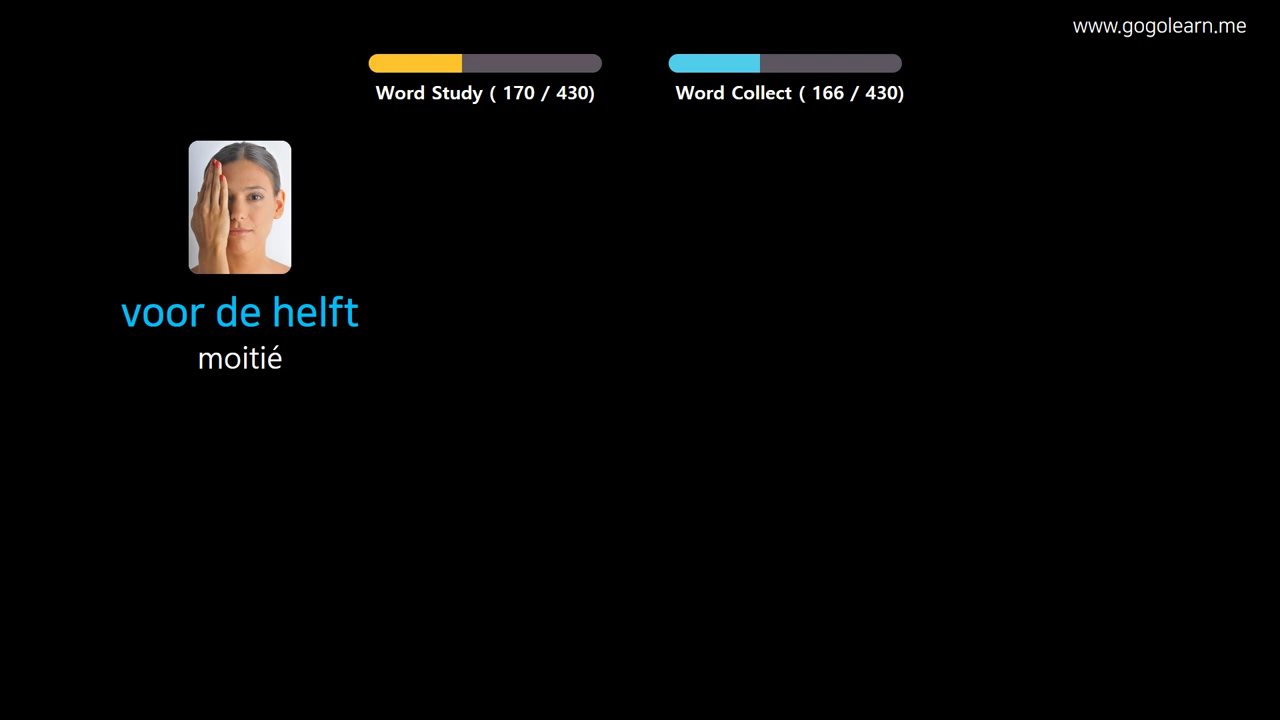 www.gogolearn.me
Word Study ( 170 / 430)
Word Collect ( 166 / 430)
voor de helft
moitié